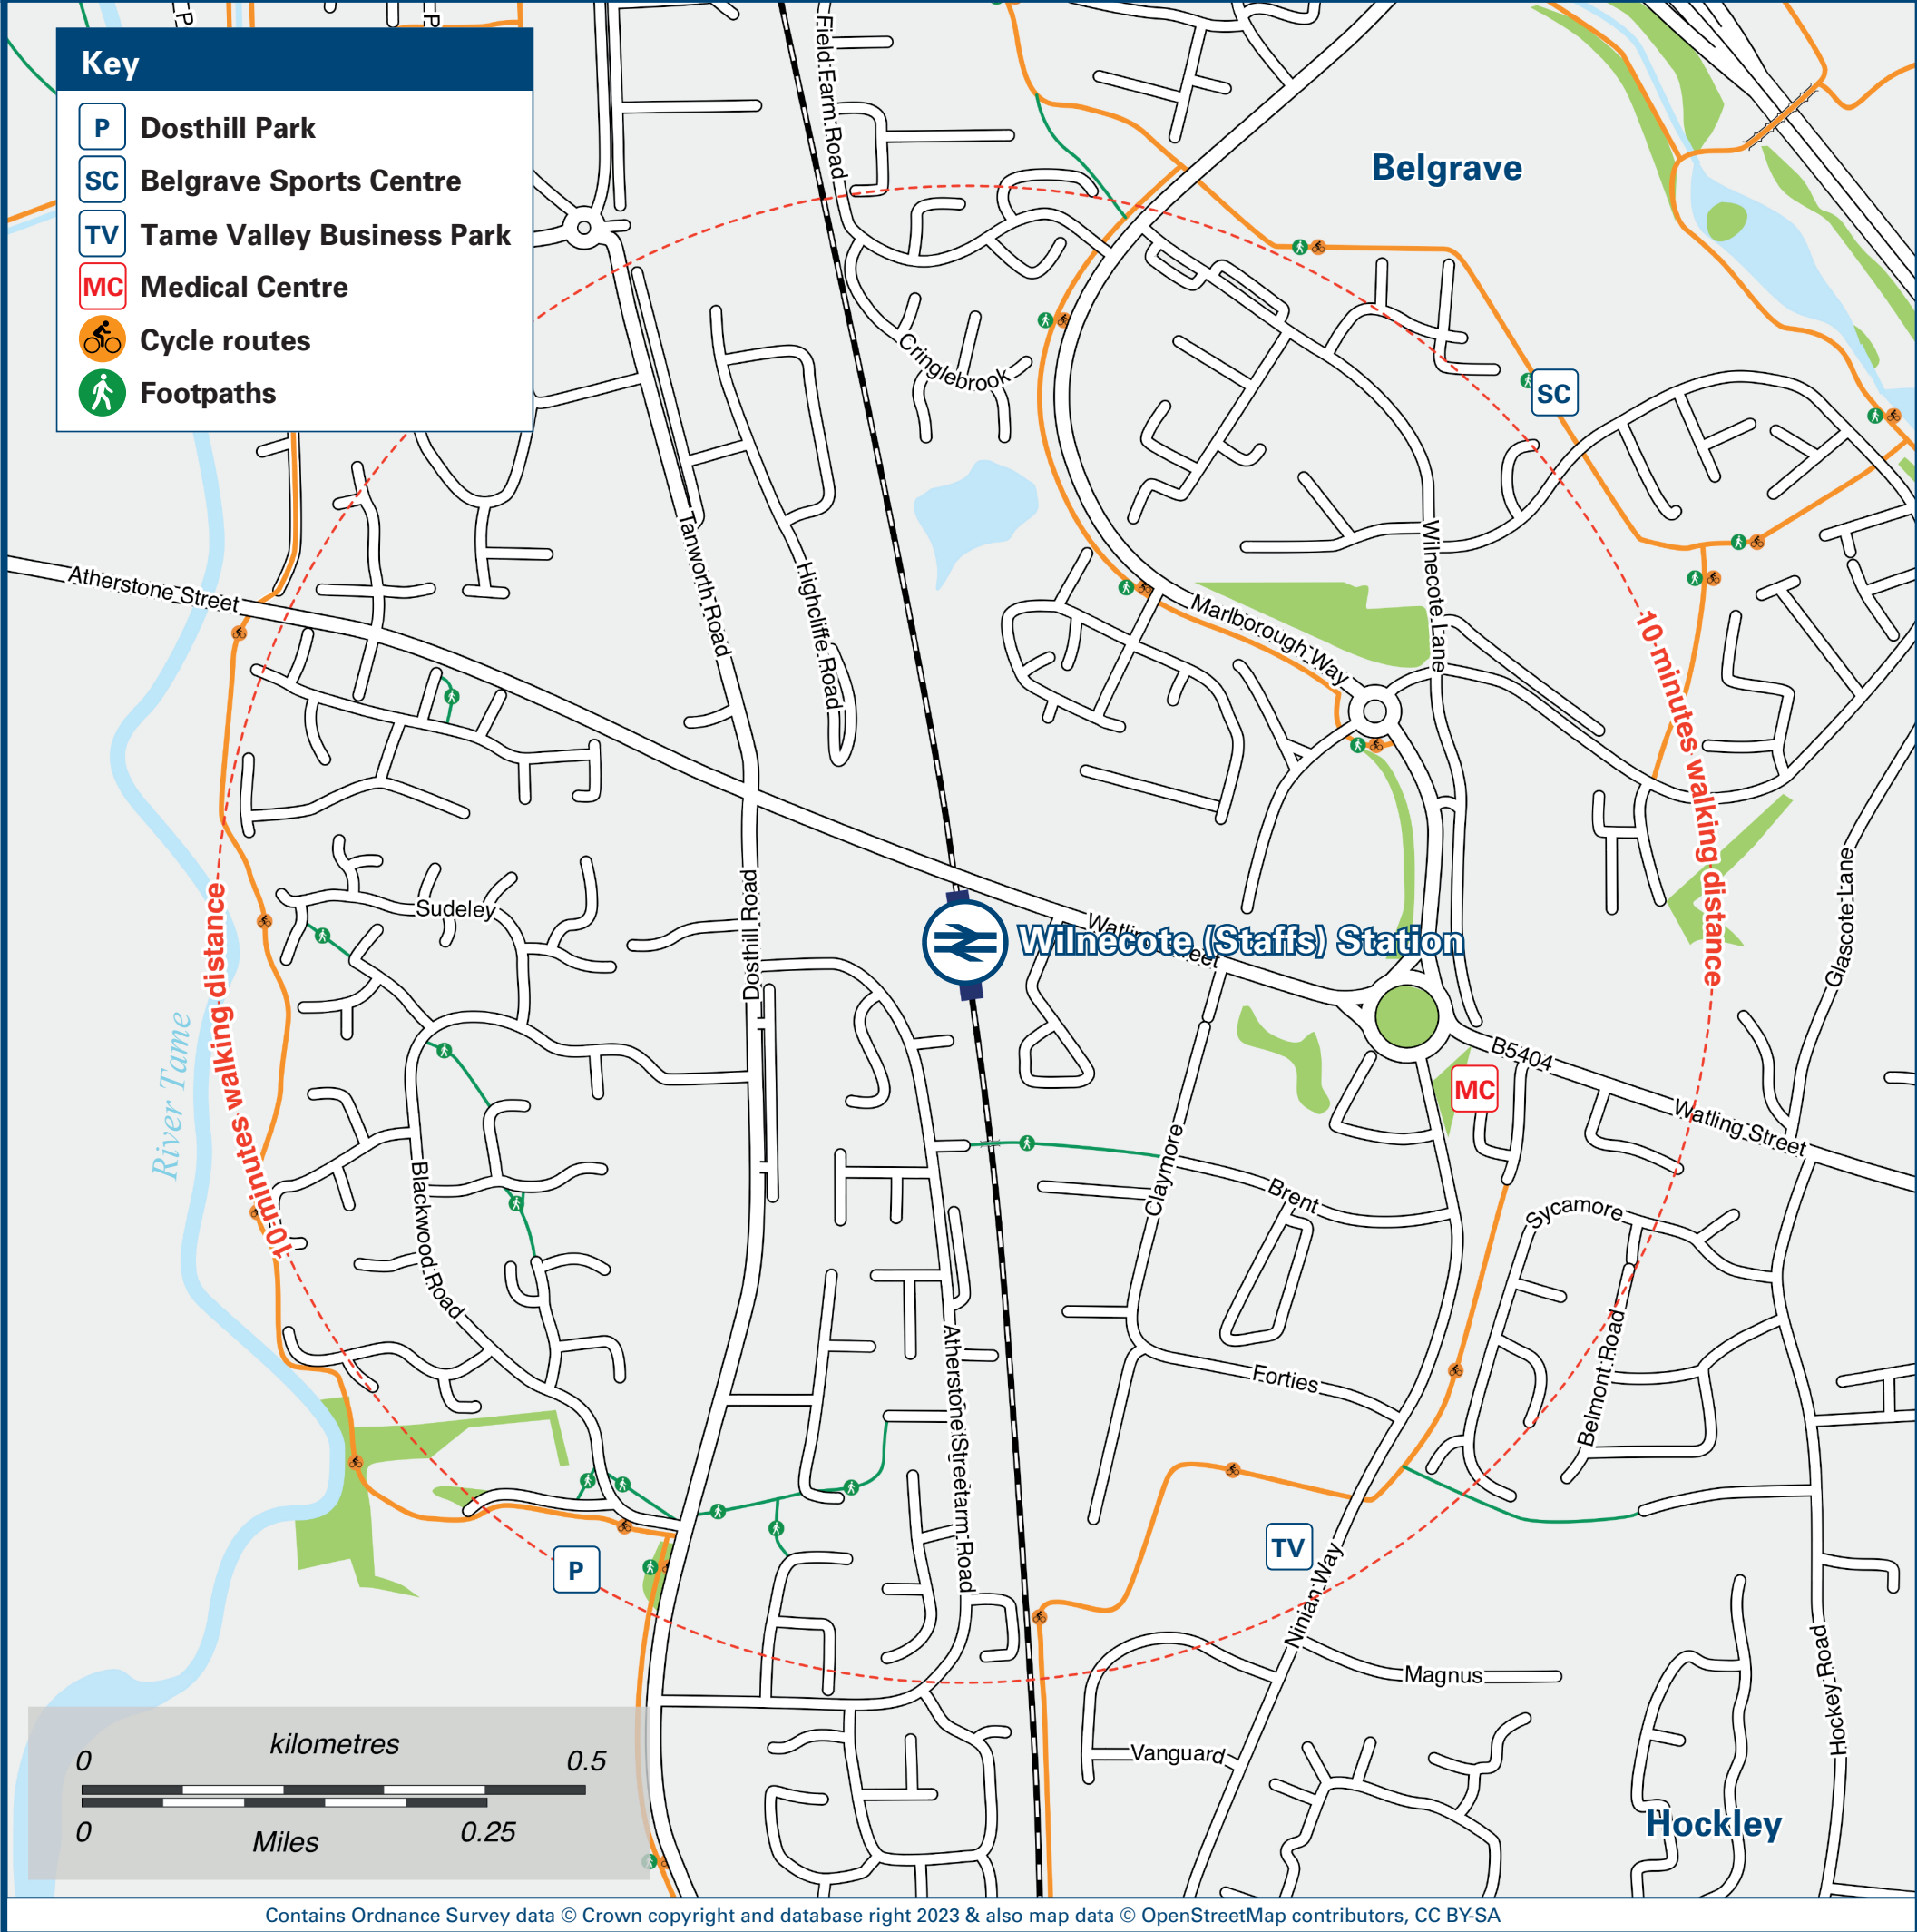 P
P
Key
P Dosthill Park
SC Belgrave Sports Centre
TV Tame Valley Business Park
MC Medical Centre
Cycle routes
Footpaths
Field Farm Road
Belgrave
Cringlebrook
SC
Atherstone Street
Tanworth Road
Highcliffe Road
Marlborough Way
Wilnecote Lane
10 minutes walking distance
Glascote Lane
Sudeley
Dosthill Road
Watling Street
Wilnecote (Staffs) Station
10 minutes walking distance
River Tame
B5404
MC
Watling Street
Claymore
Brent
Sycamore
Blackwood Road
Belmont Road
Forties
Atherstone Street
arm Road
TV
P
Ninian Way
Magnus
Vanguard
Hockey Road
Hockley
kilometres
0 0.5
0 0.25
Miles
Contains Ordnance Survey data © Crown copyright and database right 2023 & also map data © OpenStreetMap contributors, CC BY-SA